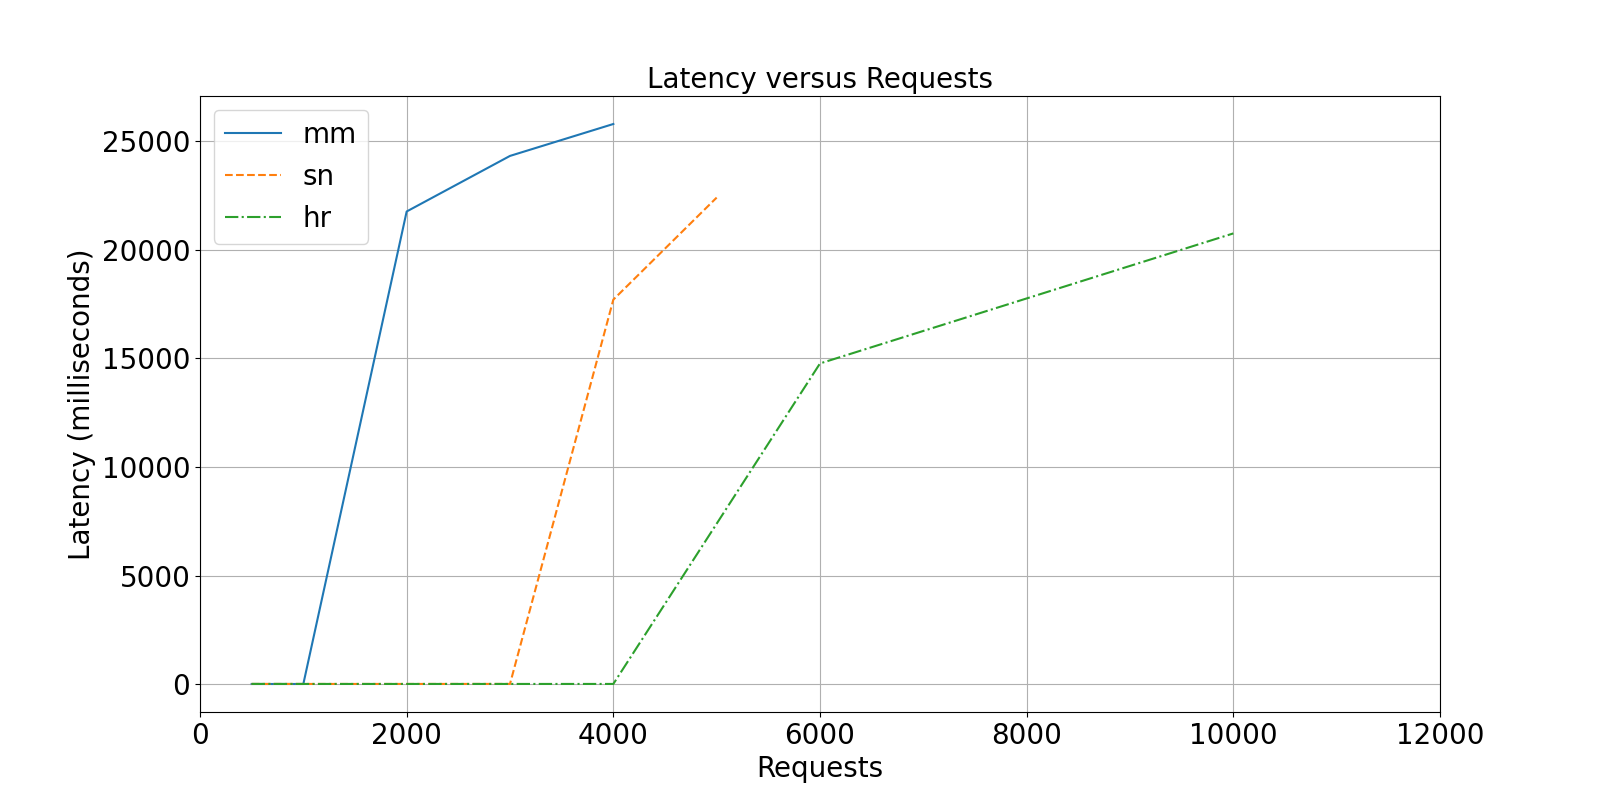 Latency versus Requests
mm
sn
hr
25000
20000
15000
10000
5000
0
Latency (milliseconds)
0 2000 4000 6000 8000 10000 12000
Requests